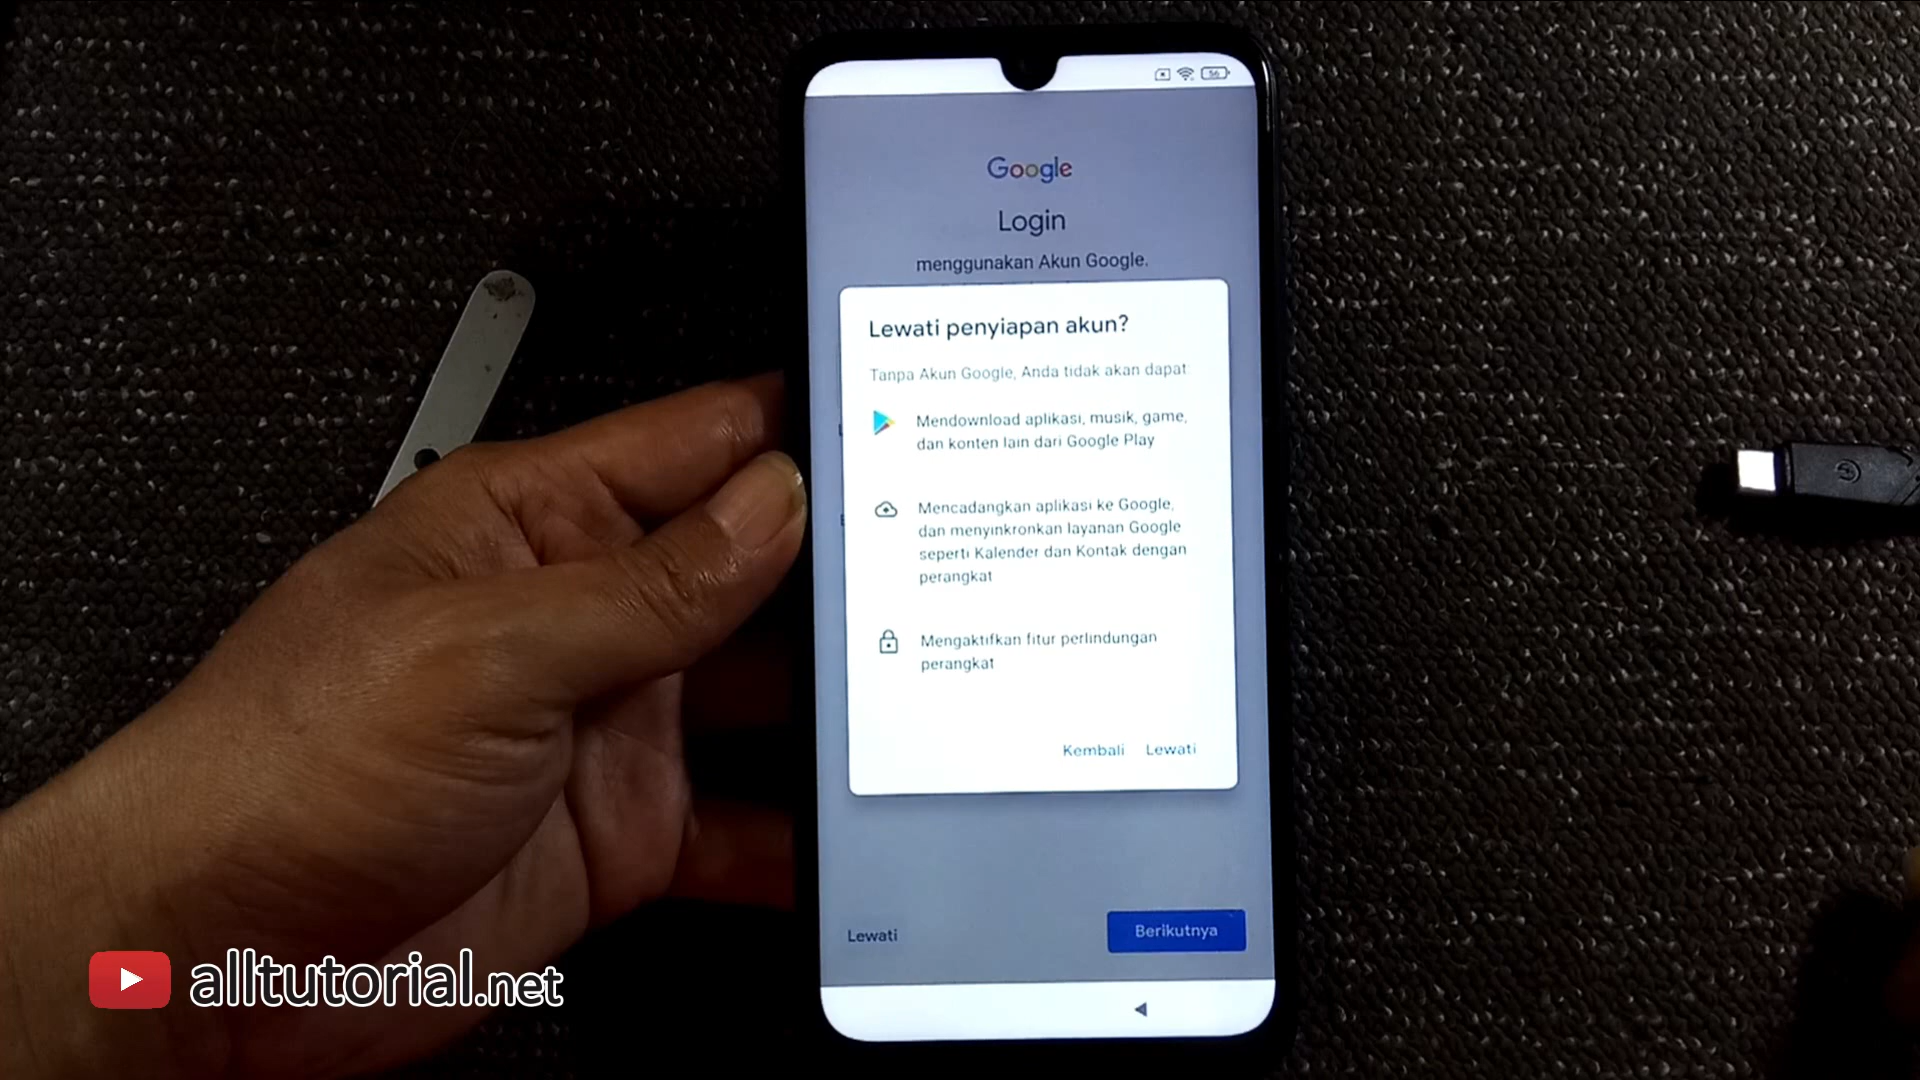 56
Google
Login
menggunakan Akun Google.
Lewati penyiapan akun?
Tanpa Akun Google, Anda tidak akan dapat
Mendownload aplikasi, musik, game,
dan konten lain dari Google Play
Mencadangkan aplikasi ke Google,
dan menyinkronkan layanan Google
seperti Kalender dan Kontak dengan
perangkat
Mengaktifkan fitur perlindungan
perangkat
Kembali Lewati
Lewati
Berikutnya
alltutorial.net